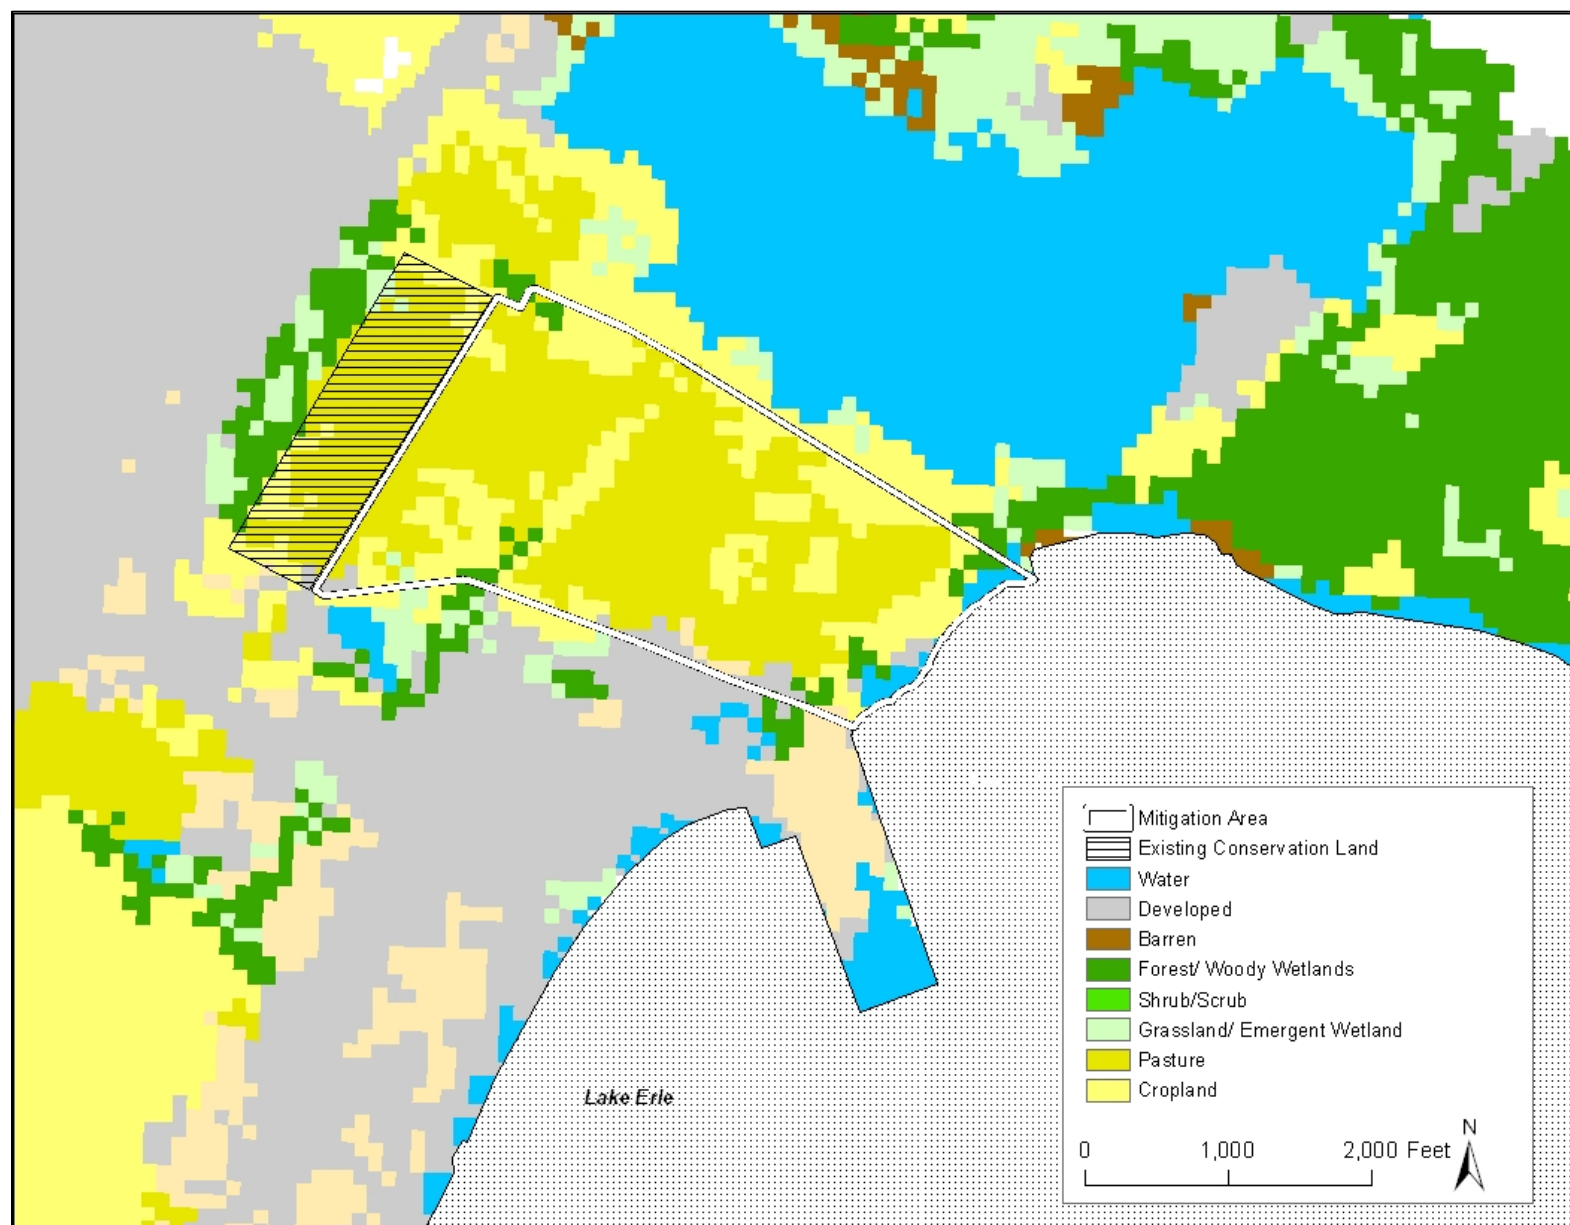 Mitigation Area
Existing Conservation Land
Water
Developed
Barren
Forest/ Woody Wetlands
Shrub/Scrub
Grassland/ Emergent Wetland
Pasture
Cropland
Lake Erie
N
0 1,000 2,000 Feet